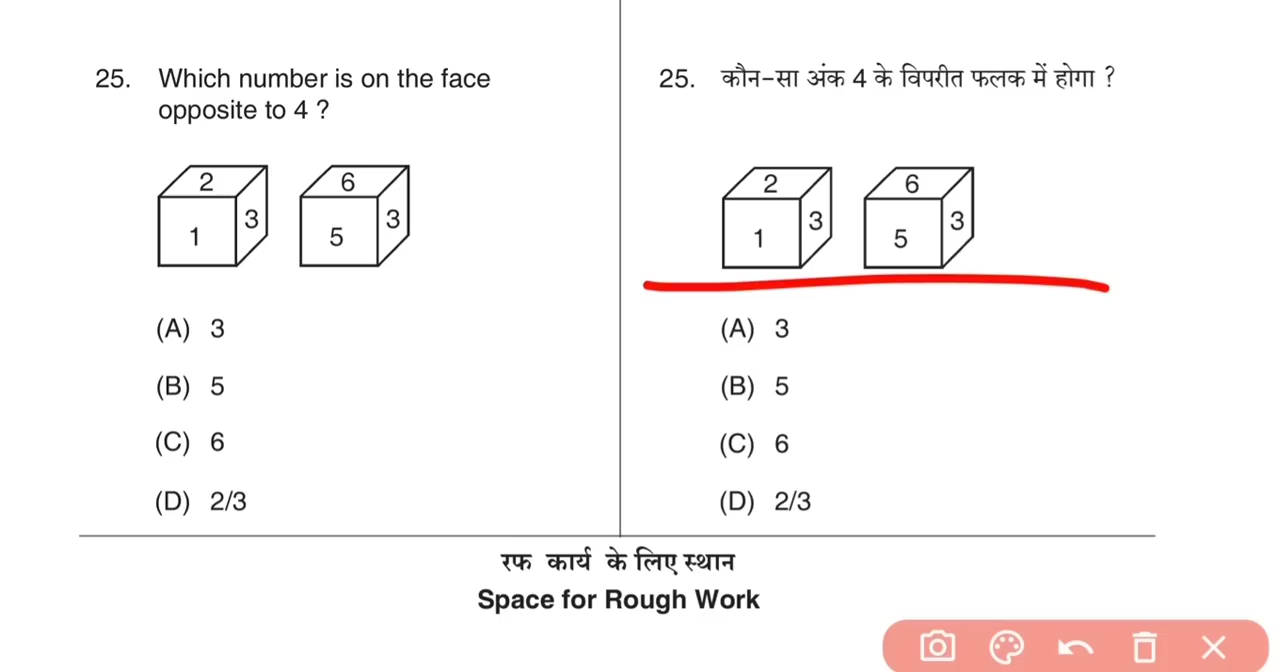 25. Which number is on the face
opposite to 4 ?
2
1
3
6
5
3
(A) 3
(B) 5
(C) 6
(D) 2/3
25. कौन-सा अंक 4 के विपरीत फलक में होगा ?
2
1
3
6
5
3
(A) 3
(B) 5
(C) 6
(D) 2/3
रफ कार्य के लिए स्थान
Space for Rough Work